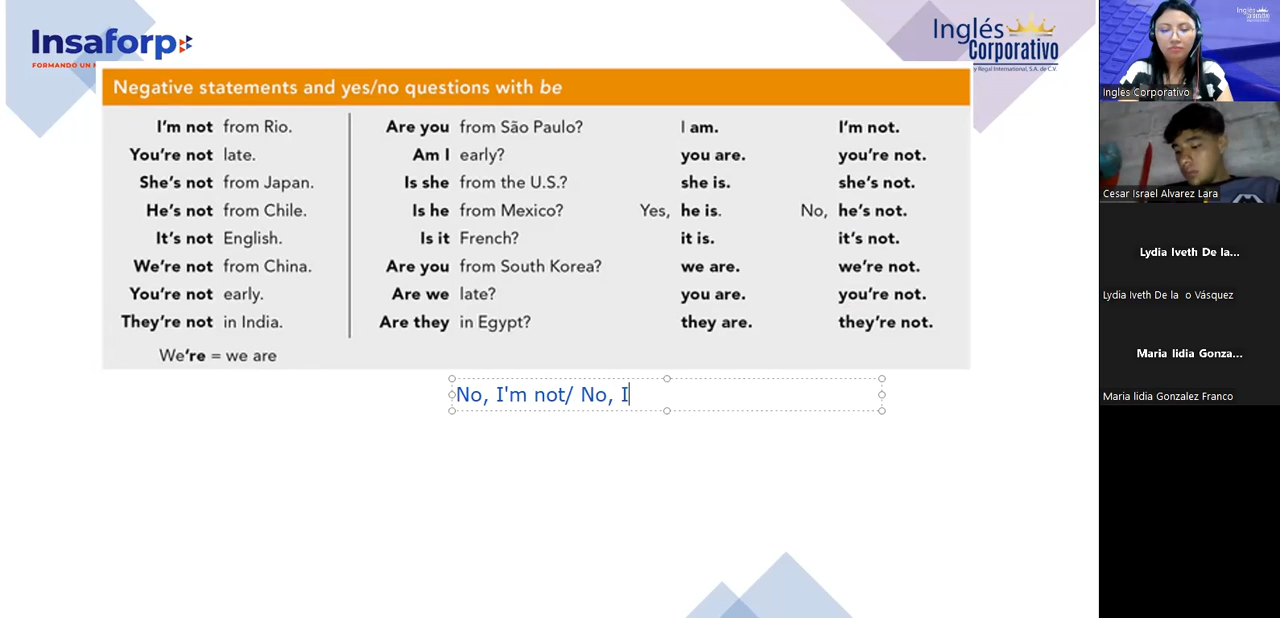 Insaforp
Inglés
Corporativo
Negative statements and yes/no questions with be
I'm not from Rio. Are you from São Paulo? I am. I'm not.
You're not late. Am I early? you are. you're not.
She's not from Japan. Is she from the U.S.? she is. she's not.
He's not from Chile. Is he from Mexico? Yes, he is. No, he's not.
It's not English. Is it French? it is. it's not.
We're not from China. Are you from South Korea? we are. we're not.
You're not early. Are we late? you are. you're not.
They're not in India. Are they in Egypt? they are. they're not.
We're = we are
No, I'm not/ No, I
Ingles Corporativo
Cesar Israel Alvarez Lara
Lydia Iveth De la...
Lydia Iveth De la o Vásquez
Maria lidia Gonza...
Maria lidia Gonzalez Franco